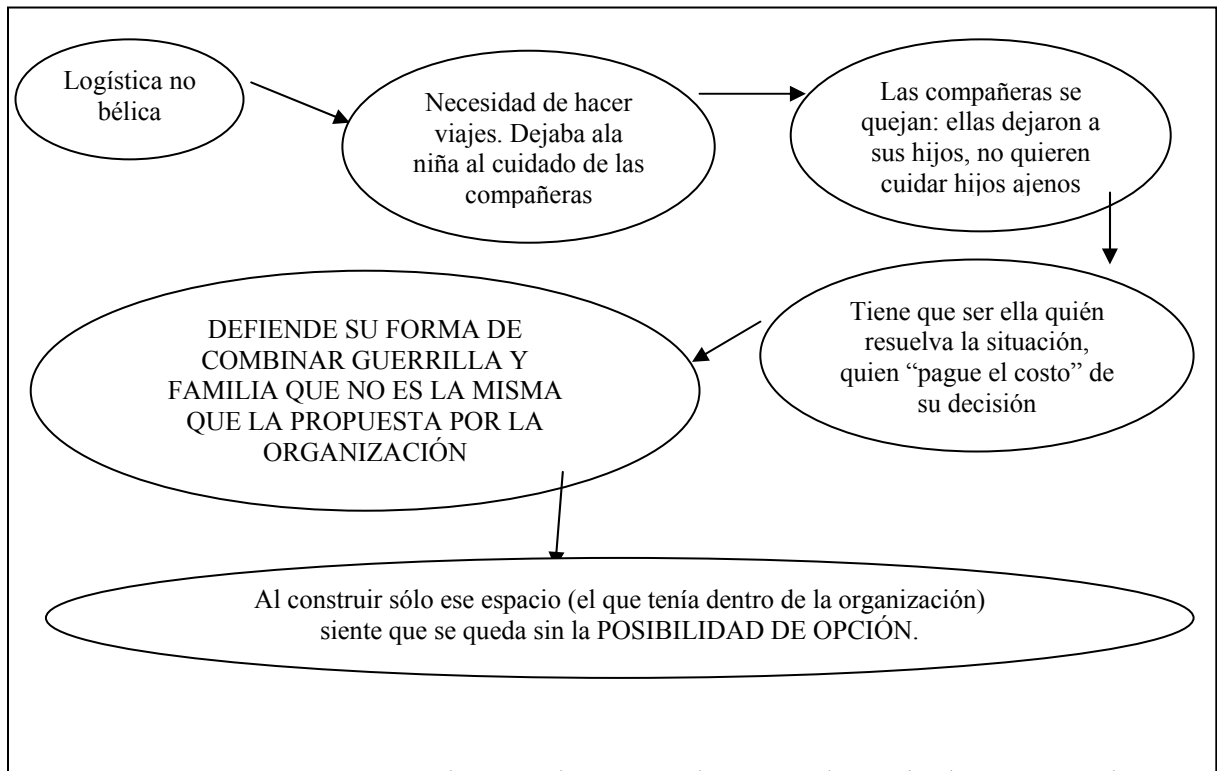 Logística no
bélica
Necesidad de hacer
viajes. Dejaba ala
niña al cuidado de las
compañeras
Las compañeras se
quejan: ellas dejaron a
sus hijos, no quieren
cuidar hijos ajenos
Tiene que ser ella quién
resuelva la situación,
quien “pague el costo” de
su decisión
DEFIENDE SU FORMA DE
COMBINAR GUERRILLA Y
FAMILIA QUE NO ES LA MISMA
QUE LA PROPUESTA POR LA
ORGANIZACIÓN
Al construir sólo ese espacio (el que tenía dentro de la organización)
siente que se queda sin la POSIBILIDAD DE OPCIÓN.